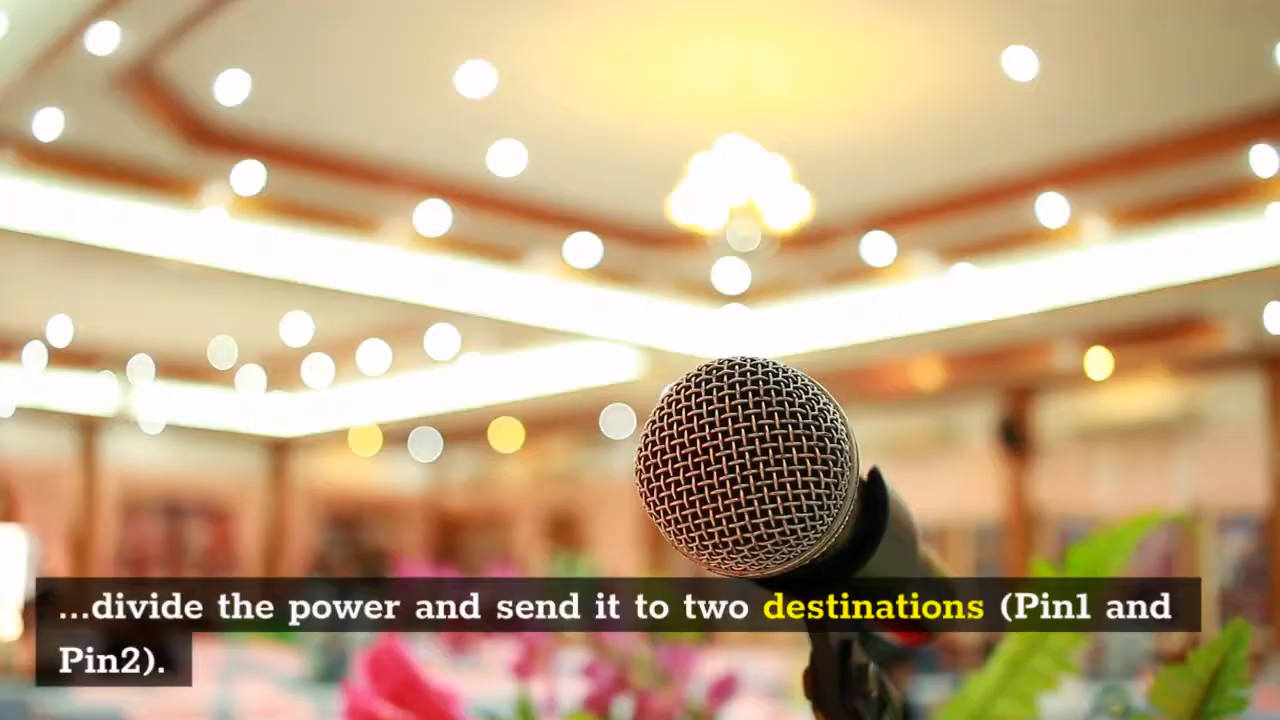 ...divide the power and send it to two destinations (Pin1 and
Pin2).